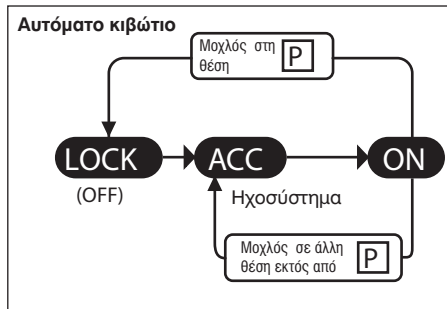 Αυτόματο κιβώτιο
Μοχλός στη
θέση P
LOCK ACC ON
(OFF) Ηχοσύστημα
Μοχλός σε άλλη
θέση εκτός από P